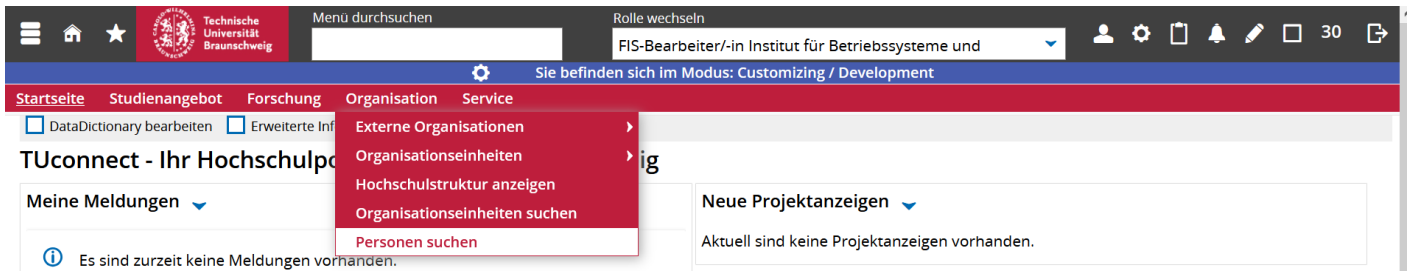 Menü durchsuchen
Rolle wechseln
Technische
Universität
Braunschweig
FIS-Bearbeiter/-in Institut für Betriebssysteme und
30
Sie befinden sich im Modus: Customizing / Development
Startseite Studienangebot Forschung Organisation Service
DataDictionary bearbeiten Erweiterte Inf
Externe Organisationen
TUconnect - Ihr Hochschulpo
Organisationseinheiten
ig
Hochschulstruktur anzeigen
Meine Meldungen
Neue Projektanzeigen
Organisationseinheiten suchen
Personen suchen
Aktuell sind keine Projektanzeigen vorhanden.
Es sind zurzeit keine Meldungen vorhanden.